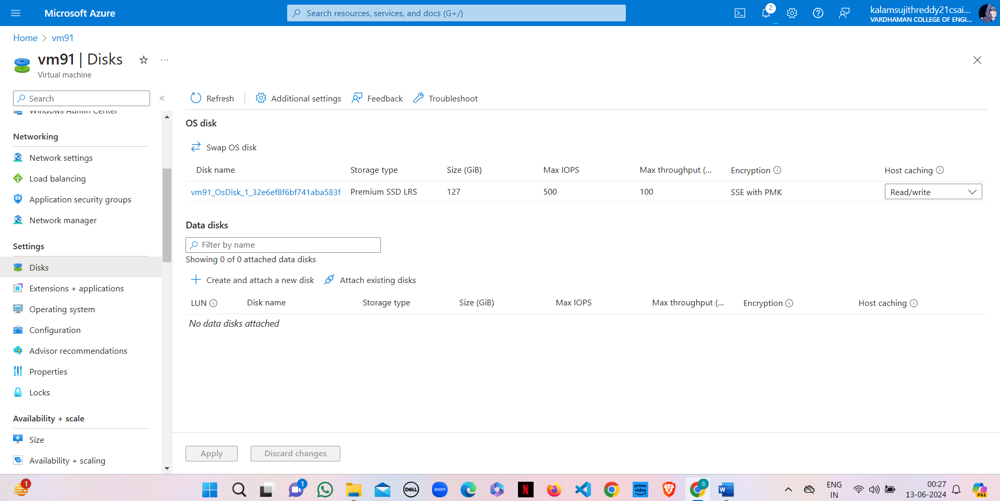 Microsoft Azure
Search resources, services, and docs (G+/)
2
kalamsujithreddy21csai...
VARDHAMAN COLLEGE OF ENGI...
Home > vm91
vm91 | Disks
...
Virtual machine
Search
«
Windows Admin Center
Networking
Network settings
Load balancing
Application security groups
Network manager
Settings
Disks
Extensions + applications
Operating system
Configuration
Advisor recommendations
Properties
Locks
Availability + scale
Size
Availability + scaling
Refresh
Additional settings
Feedback
Troubleshoot
OS disk
Swap OS disk
Disk name Storage type Size (GiB) Max IOPS Max throughput (... Encryption Host caching
vm91_OsDisk_1_32e6ef8f6bf741aba583f Premium SSD LRS 127 500 100 SSE with PMK Read/write
Data disks
Filter by name
Showing 0 of 0 attached data disks
Create and attach a new disk Attach existing disks
LUN Disk name Storage type Size (GiB) Max IOPS Max throughput (... Encryption Host caching
No data disks attached
Apply Discard changes
1
1
DELL
zoom
N
prime video
S
W
ENG
IN
00:27
13-06-2024
PRE